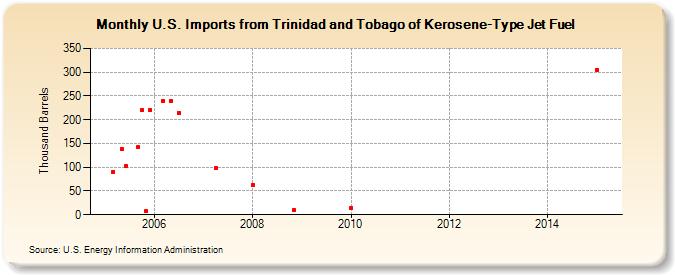 Monthly U.S. Imports from Trinidad and Tobago of Kerosene-Type Jet Fuel
Thousand Barrels
350
300
250
200
150
100
50
0
2006 2008 2010 2012 2014
Source: U.S. Energy Information Administration